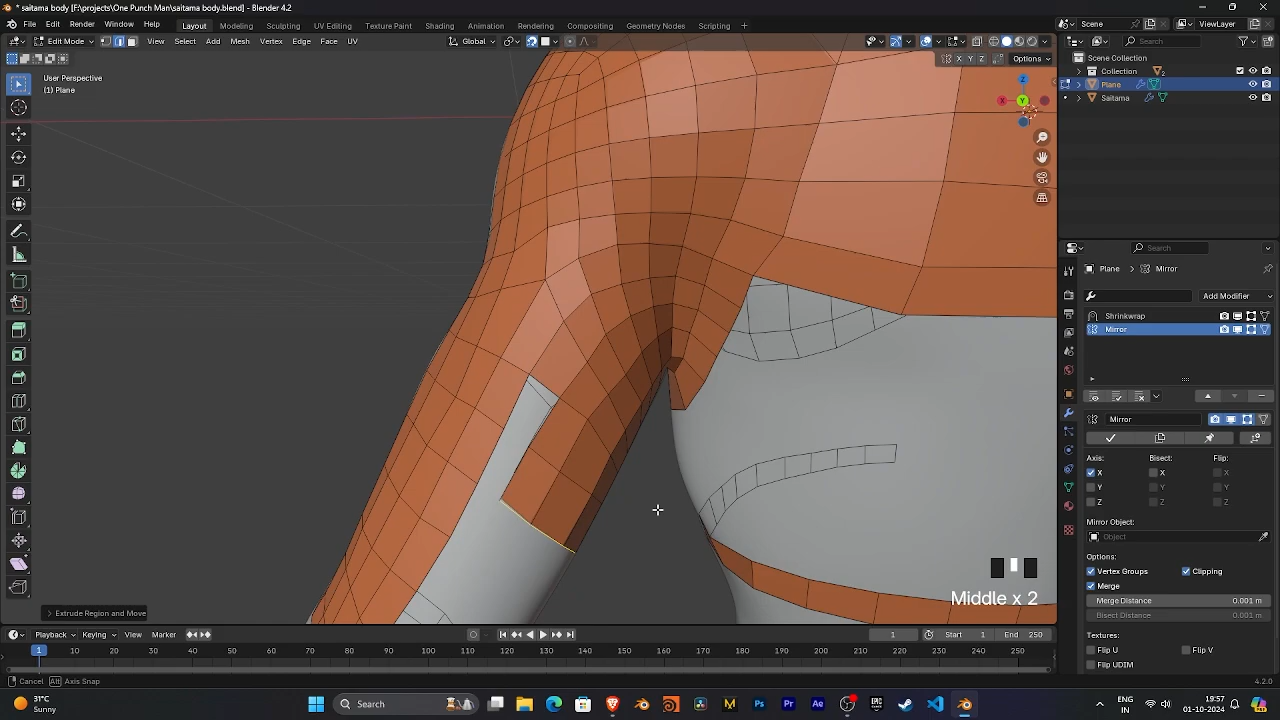 * saitama body [F:\projects\One Punch Man\saitama body.blend] - Blender 4.2
File Edit Render Window Help Layout Modeling Sculpting UV Editing Texture Paint Shading Animation Rendering Compositing Geometry Nodes Scripting + Scene ViewLayer
Edit Mode View Select Add Mesh Vertex Edge Face UV Global Search
X Y Z Options
Scene Collection
User Perspective
(1) Plane
Collection 2
Plane
Saitama
Z
X Y
Search
Plane > Mirror
Add Modifier
Shrinkwrap
Mirror
Mirror
Axis: Bisect: Flip:
X X X
Y Y Y
Z Z Z
Mirror Object:
Object
Options:
Vertex Groups Clipping
Merge
Merge Distance 0.001 m
Bisect Distance 0.001 m
Textures:
Flip U Flip V
Flip UDIM
Middle x 2
> Extrude Region and Move
Playback Keying View Marker 1 Start 1 End 250
1 10 20 30 40 50 60 70 80 90 100 110 120 130 140 150 160 170 180 190 200 210 220 230 240 250
Cancel Alt Axis Snap 4.2.0
31°C
Sunny
Search
ENG
IN
19:57
01-10-2024